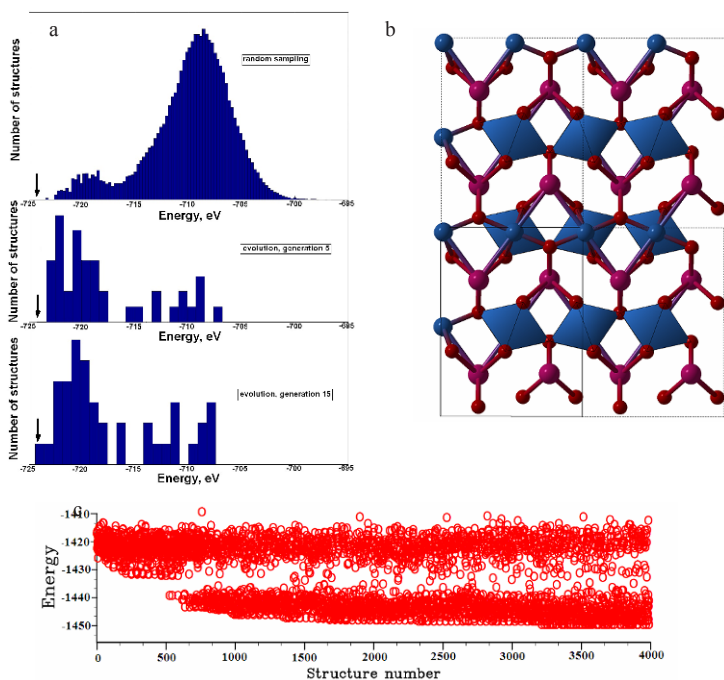 a
b
random sampling
Number of structures
-725 -720 -715 -710 -705 -700 -695 -685
Energy, eV
evolution, generation 5
Number of structures
-725 -720 -715 -710 -705 -700 -695
Energy, eV
evolution, generation 15
Number of structures
-725 -720 -715 -710 -705 -700 -695
Energy, eV
c
Energy
-1410
-1420
-1430
-1440
-1450
0 500 1000 1500 2000 2500 3000 3500 4000
Structure number